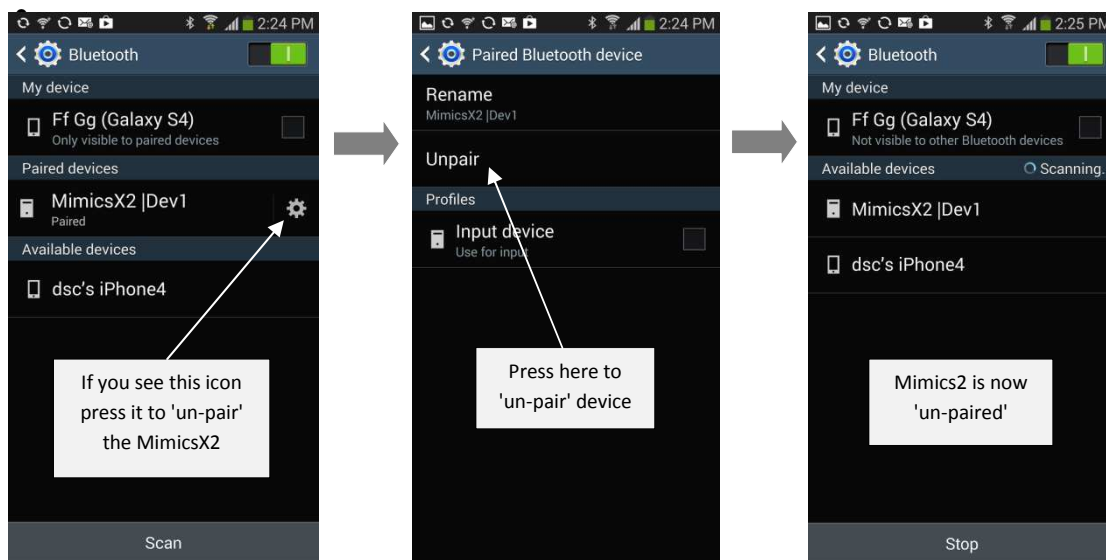 2:24 PM
Bluetooth
My device
Ff Gg (Galaxy S4)
Only visible to paired devices
Paired devices
MimicsX2 |Dev1
Paired
Available devices
dsc's iPhone4
If you see this icon
press it to 'un-pair'
the MimicsX2
Scan
2:24 PM
Paired Bluetooth device
Rename
MimicsX2 |Dev1
Unpair
Profiles
Input device
Use for input
Press here to
'un-pair' device
2:25 PM
Bluetooth
My device
Ff Gg (Galaxy S4)
Not visible to other Bluetooth devices
Available devices
Scanning.
MimicsX2 |Dev1
dsc's iPhone4
Mimics2 is now
'un-paired'
Stop